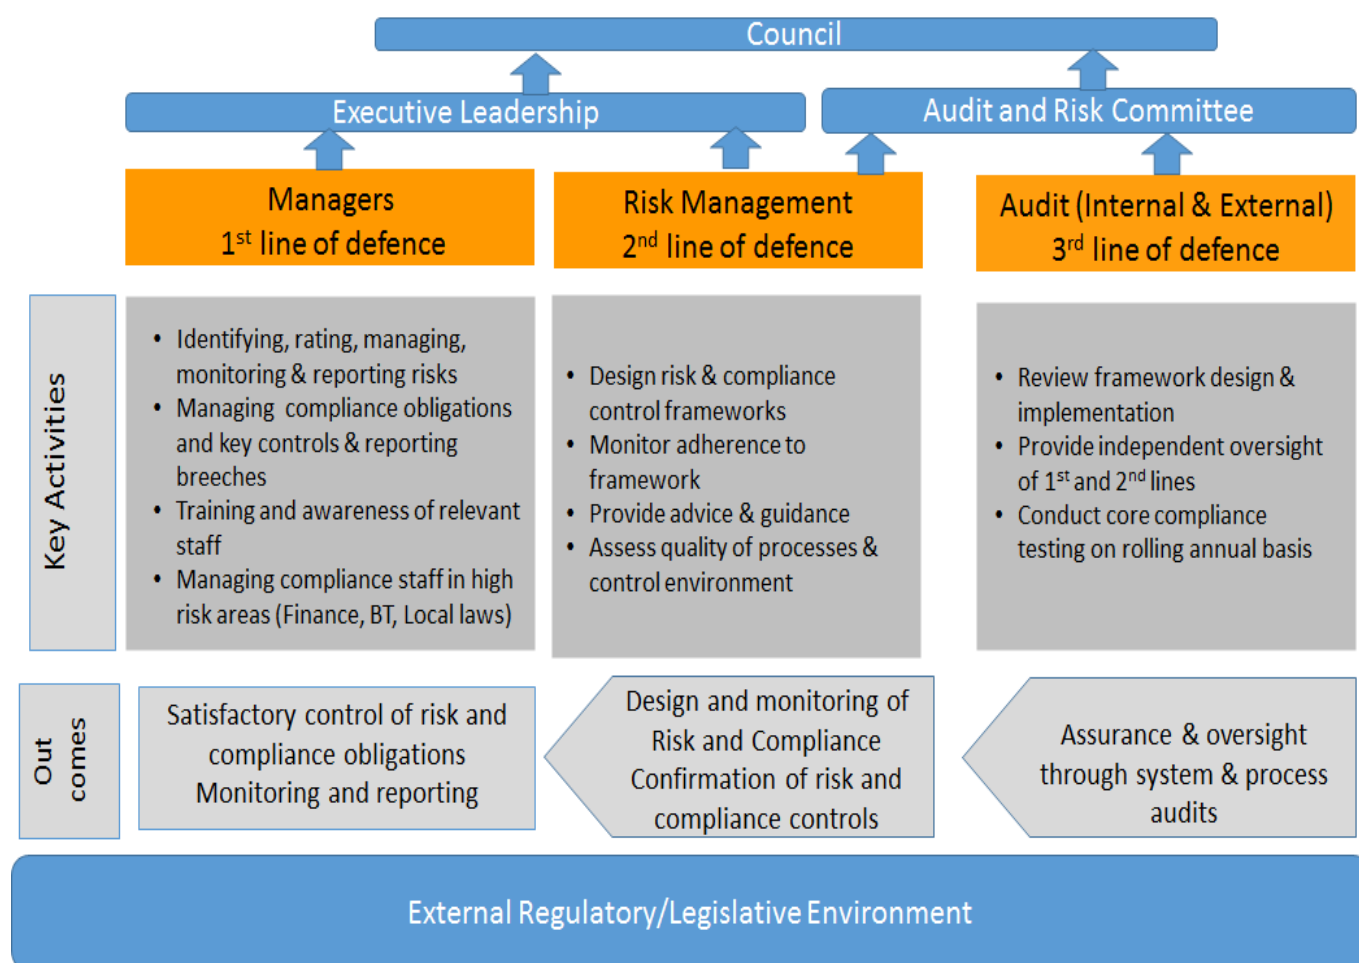 Council
Executive Leadership
Audit and Risk Committee
Managers
1st line of defence
Risk Management
2nd line of defence
Audit (Internal & External)
3rd line of defence
Key Activities
• Identifying, rating, managing,
monitoring & reporting risks
• Managing compliance obligations
and key controls & reporting
breeches
• Training and awareness of relevant
staff
• Managing compliance staff in high
risk areas (Finance, BT, Local laws)
• Design risk & compliance
control frameworks
• Monitor adherence to
framework
• Provide advice & guidance
• Assess quality of processes &
control environment
• Review framework design &
implementation
• Provide independent oversight
of 1st and 2nd lines
• Conduct core compliance
testing on rolling annual basis
Out
comes
Satisfactory control of risk and
compliance obligations
Monitoring and reporting
Design and monitoring of
Risk and Compliance
Confirmation of risk and
compliance controls
Assurance & oversight
through system & process
audits
External Regulatory/Legislative Environment